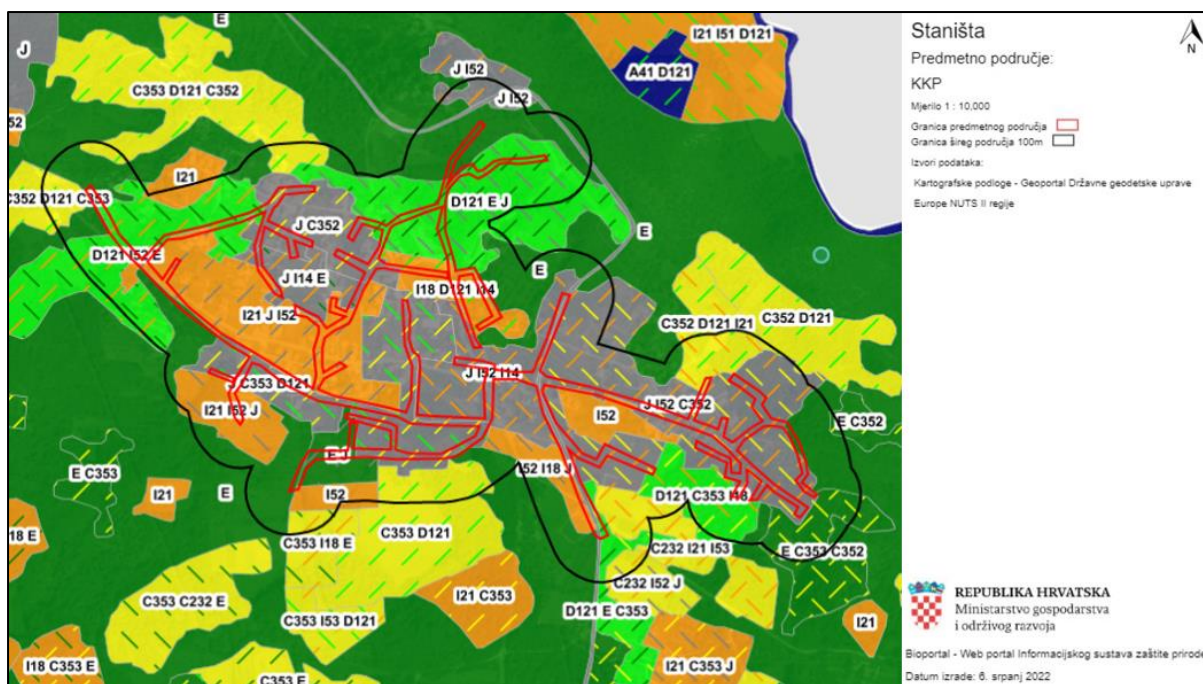 E
J
I21 I51 D121
A41 D121
J I52
J I52
C353 D121 C352
I52
I21
C352 D121 C353
D121 E J
E
J C352
D121 I52 E
E
J I14 E
I18 D121 I14
I21 J I52
C352 D121 I21
C352 D121
J I52 I14
J C353 D121
I21 I52 J
I52
J I52 C352
E C352
E J
E C353
I52 I18 J
I21
E
I52
D121 C353 I18
C353 D121
C353 I18 E
I18 E
C232 I21 I53
E C353 C352
C232 I52 J
I21 C353
C353 C232 E
D121 E C353
C353 I53 D121
I21
I18 C353 E
I21 C353 J
C353 E
Staništa
N
Predmetno područje:
KKP
Mjerilo 1 : 10,000
Granica predmetnog područja
Granica šireg područja 100m
Izvori podataka:
Kartografske podloge - Geoportal Državne geodetske uprave
Europe NUTS II regije
REPUBLIKA HRVATSKA
Ministarstvo gospodarstva
i održivog razvoja
Bioportal - Web portal Informacijskog sustava zaštite prirode
Datum izrade: 6. srpanj 2022